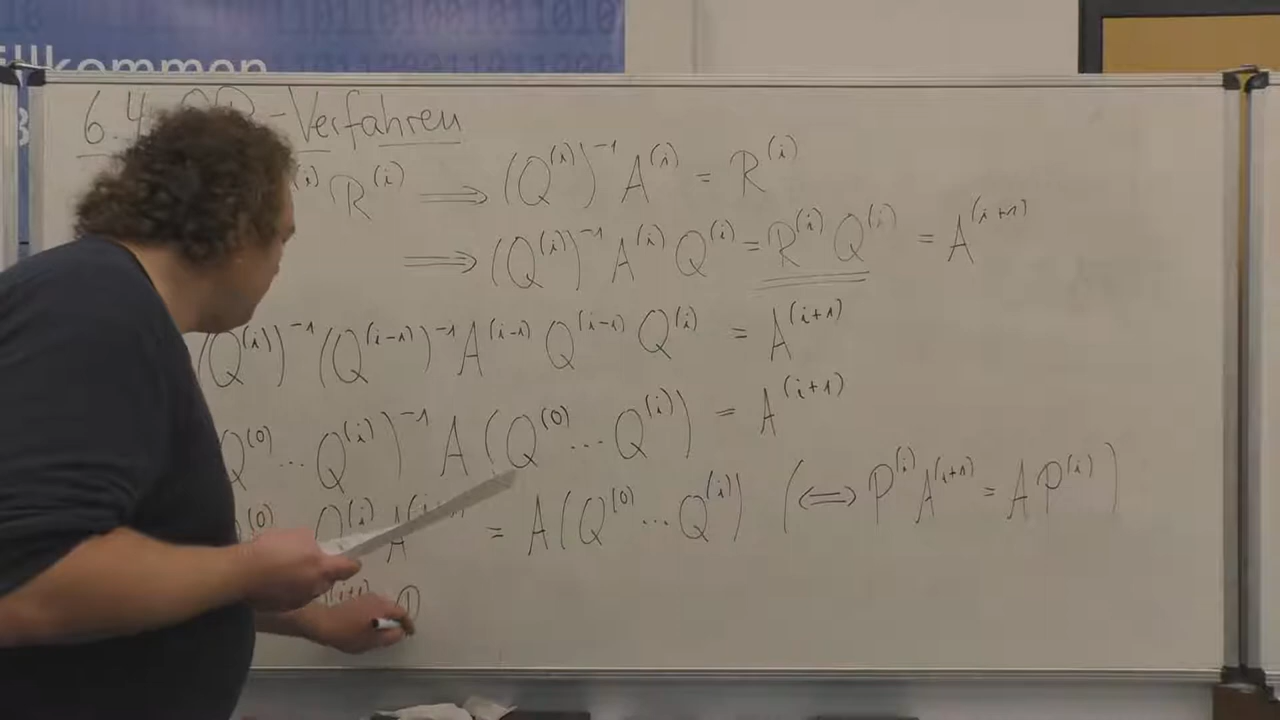 illkommen
6.4 QR-Verfahren
R^(i) ⟹ (Q^(i))^-1 A^(i) = R^(i)
⟹ (Q^(i))^-1 A^(i) Q^(i) = R^(i) Q^(i) = A^(i+1)
(Q^(i))^-1 (Q^(i-1))^-1 A^(i-1) Q^(i-1) Q^(i) = A^(i+1)
Q^(0) ... Q^(i))^-1 A (Q^(0) ... Q^(i)) = A^(i+1)
Q^(i) A = A(Q^(0) ... Q^(i)) (⟺ P^(i) A^(i+1) = A P^(i))